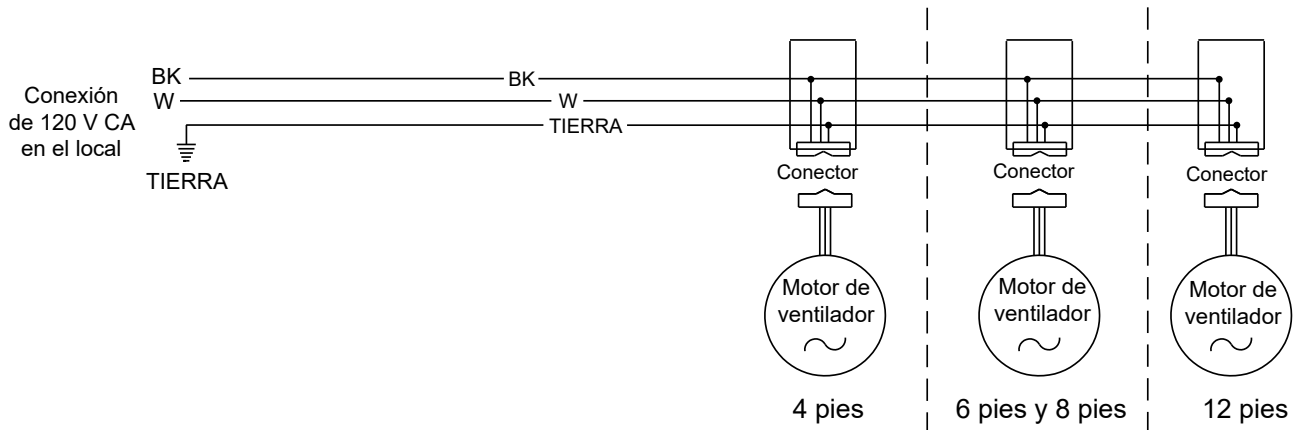 Conexión
de 120 V CA
en el local
BK
W
TIERRA
BK
W
TIERRA
Conector
Conector
Conector
Motor de
ventilador
Motor de
ventilador
Motor de
ventilador
4 pies
6 pies y 8 pies
12 pies